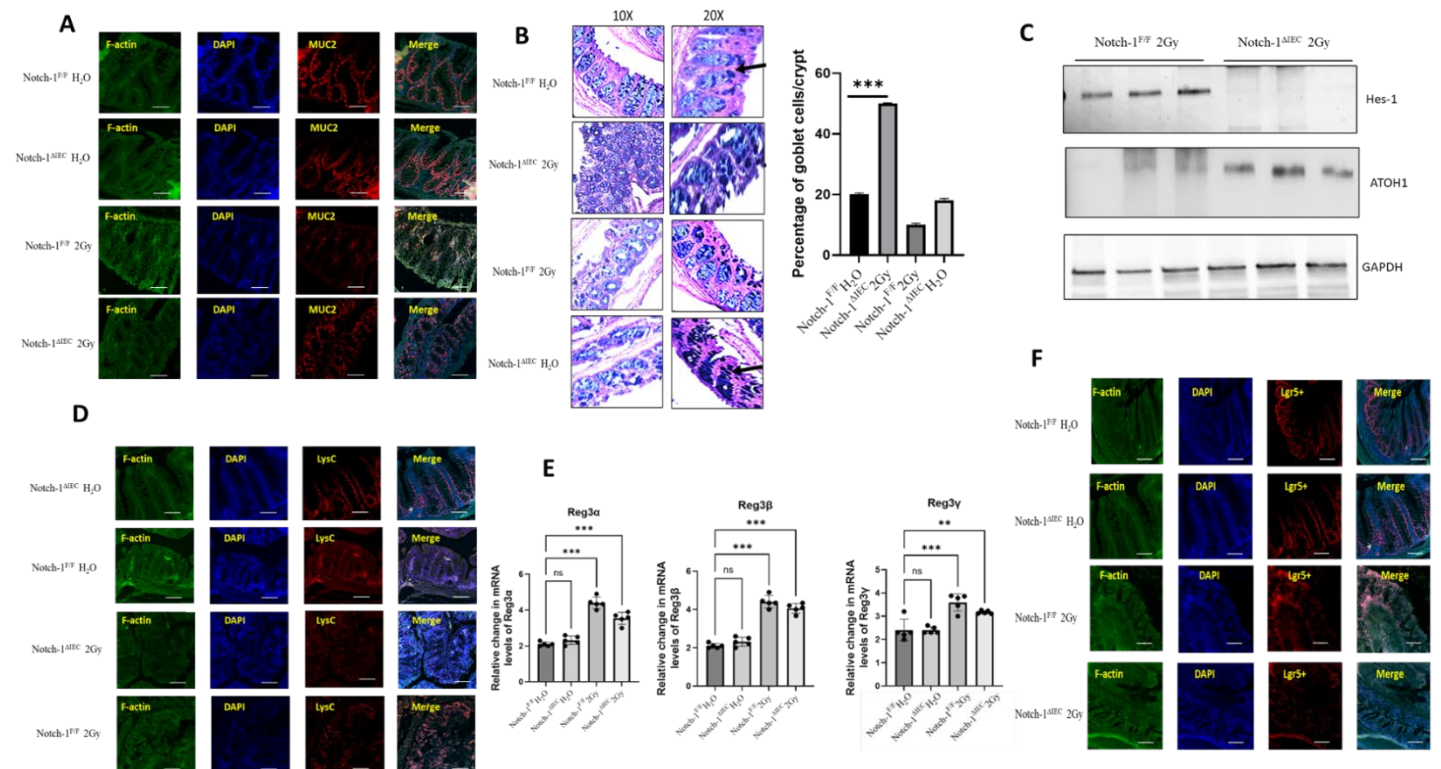 A
F-actin DAPI MUC2 Merge
Notch-1F/F H2O
F-actin DAPI MUC2 Merge
Notch-1ΔIEC H2O
F-actin DAPI MUC2 Merge
Notch-1F/F 2Gy
F-actin DAPI MUC2 Merge
Notch-1ΔIEC 2Gy
B
10X 20X
Notch-1F/F H2O
Notch-1ΔIEC 2Gy
Notch-1F/F 2Gy
Notch-1ΔIEC H2O
Percentage of goblet cells/crypt
60
40
20
0
***
Notch-1F/F H2O
Notch-1ΔIEC 2Gy
Notch-1F/F 2Gy
Notch-1ΔIEC H2O
C
Notch-1F/F 2Gy Notch-1ΔIEC 2Gy
Hes-1
ATOH1
GAPDH
D
F-actin DAPI LysC Merge
Notch-1ΔIEC H2O
F-actin DAPI LysC Merge
Notch-1F/F H2O
F-actin DAPI LysC Merge
Notch-1ΔIEC 2Gy
F-actin DAPI LysC Merge
Notch-1F/F 2Gy
E
Reg3α
***
***
ns
Relative change in mRNA
levels of Reg3α
6
4
2
0
Notch-1F/F H2O
Notch-1ΔIEC H2O
Notch-1F/F 2Gy
Notch-1ΔIEC 2Gy
Reg3β
***
***
ns
Relative change in mRNA
levels of Reg3β
6
4
2
0
Notch-1F/F H2O
Notch-1ΔIEC H2O
Notch-1F/F 2Gy
Notch-1ΔIEC 2Gy
Reg3γ
**
***
ns
Relative change in mRNA
levels of Reg3γ
5
4
3
2
1
0
Notch-1F/F H2O
Notch-1ΔIEC H2O
Notch-1F/F 2Gy
Notch-1ΔIEC 2Gy
F
F-actin DAPI Lgr5+ Merge
Notch-1F/F H2O
F-actin DAPI Lgr5+ Merge
Notch-1ΔIEC H2O
F-actin DAPI Lgr5+ Merge
Notch-1F/F 2Gy
F-actin DAPI Lgr5+ Merge
Notch-1ΔIEC 2Gy